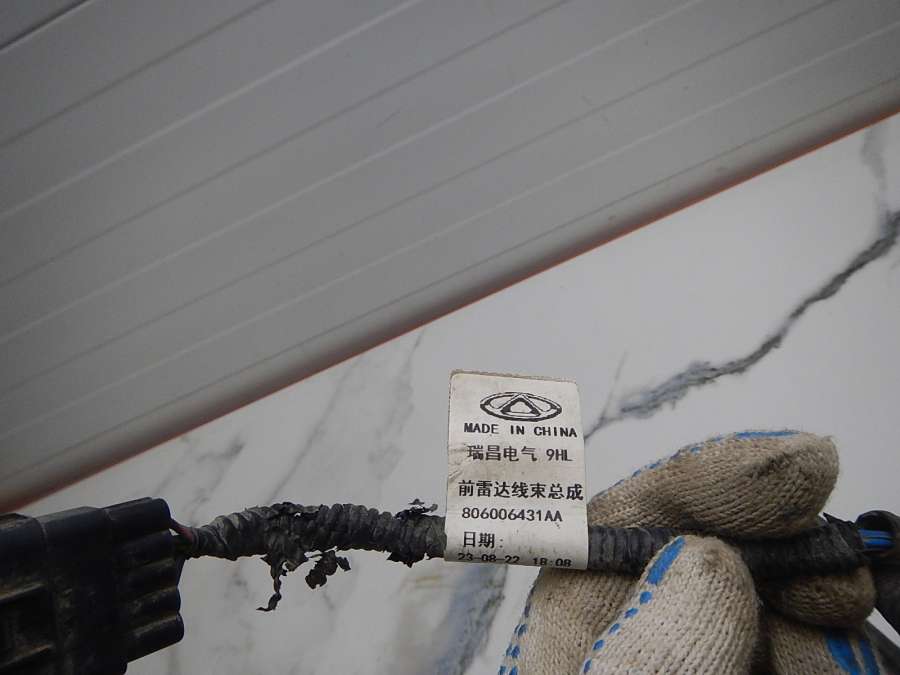 MADE IN CHINA
瑞昌电气 9HL
前雷达线束总成
806006431AA
日期:
23-08-22 18:08